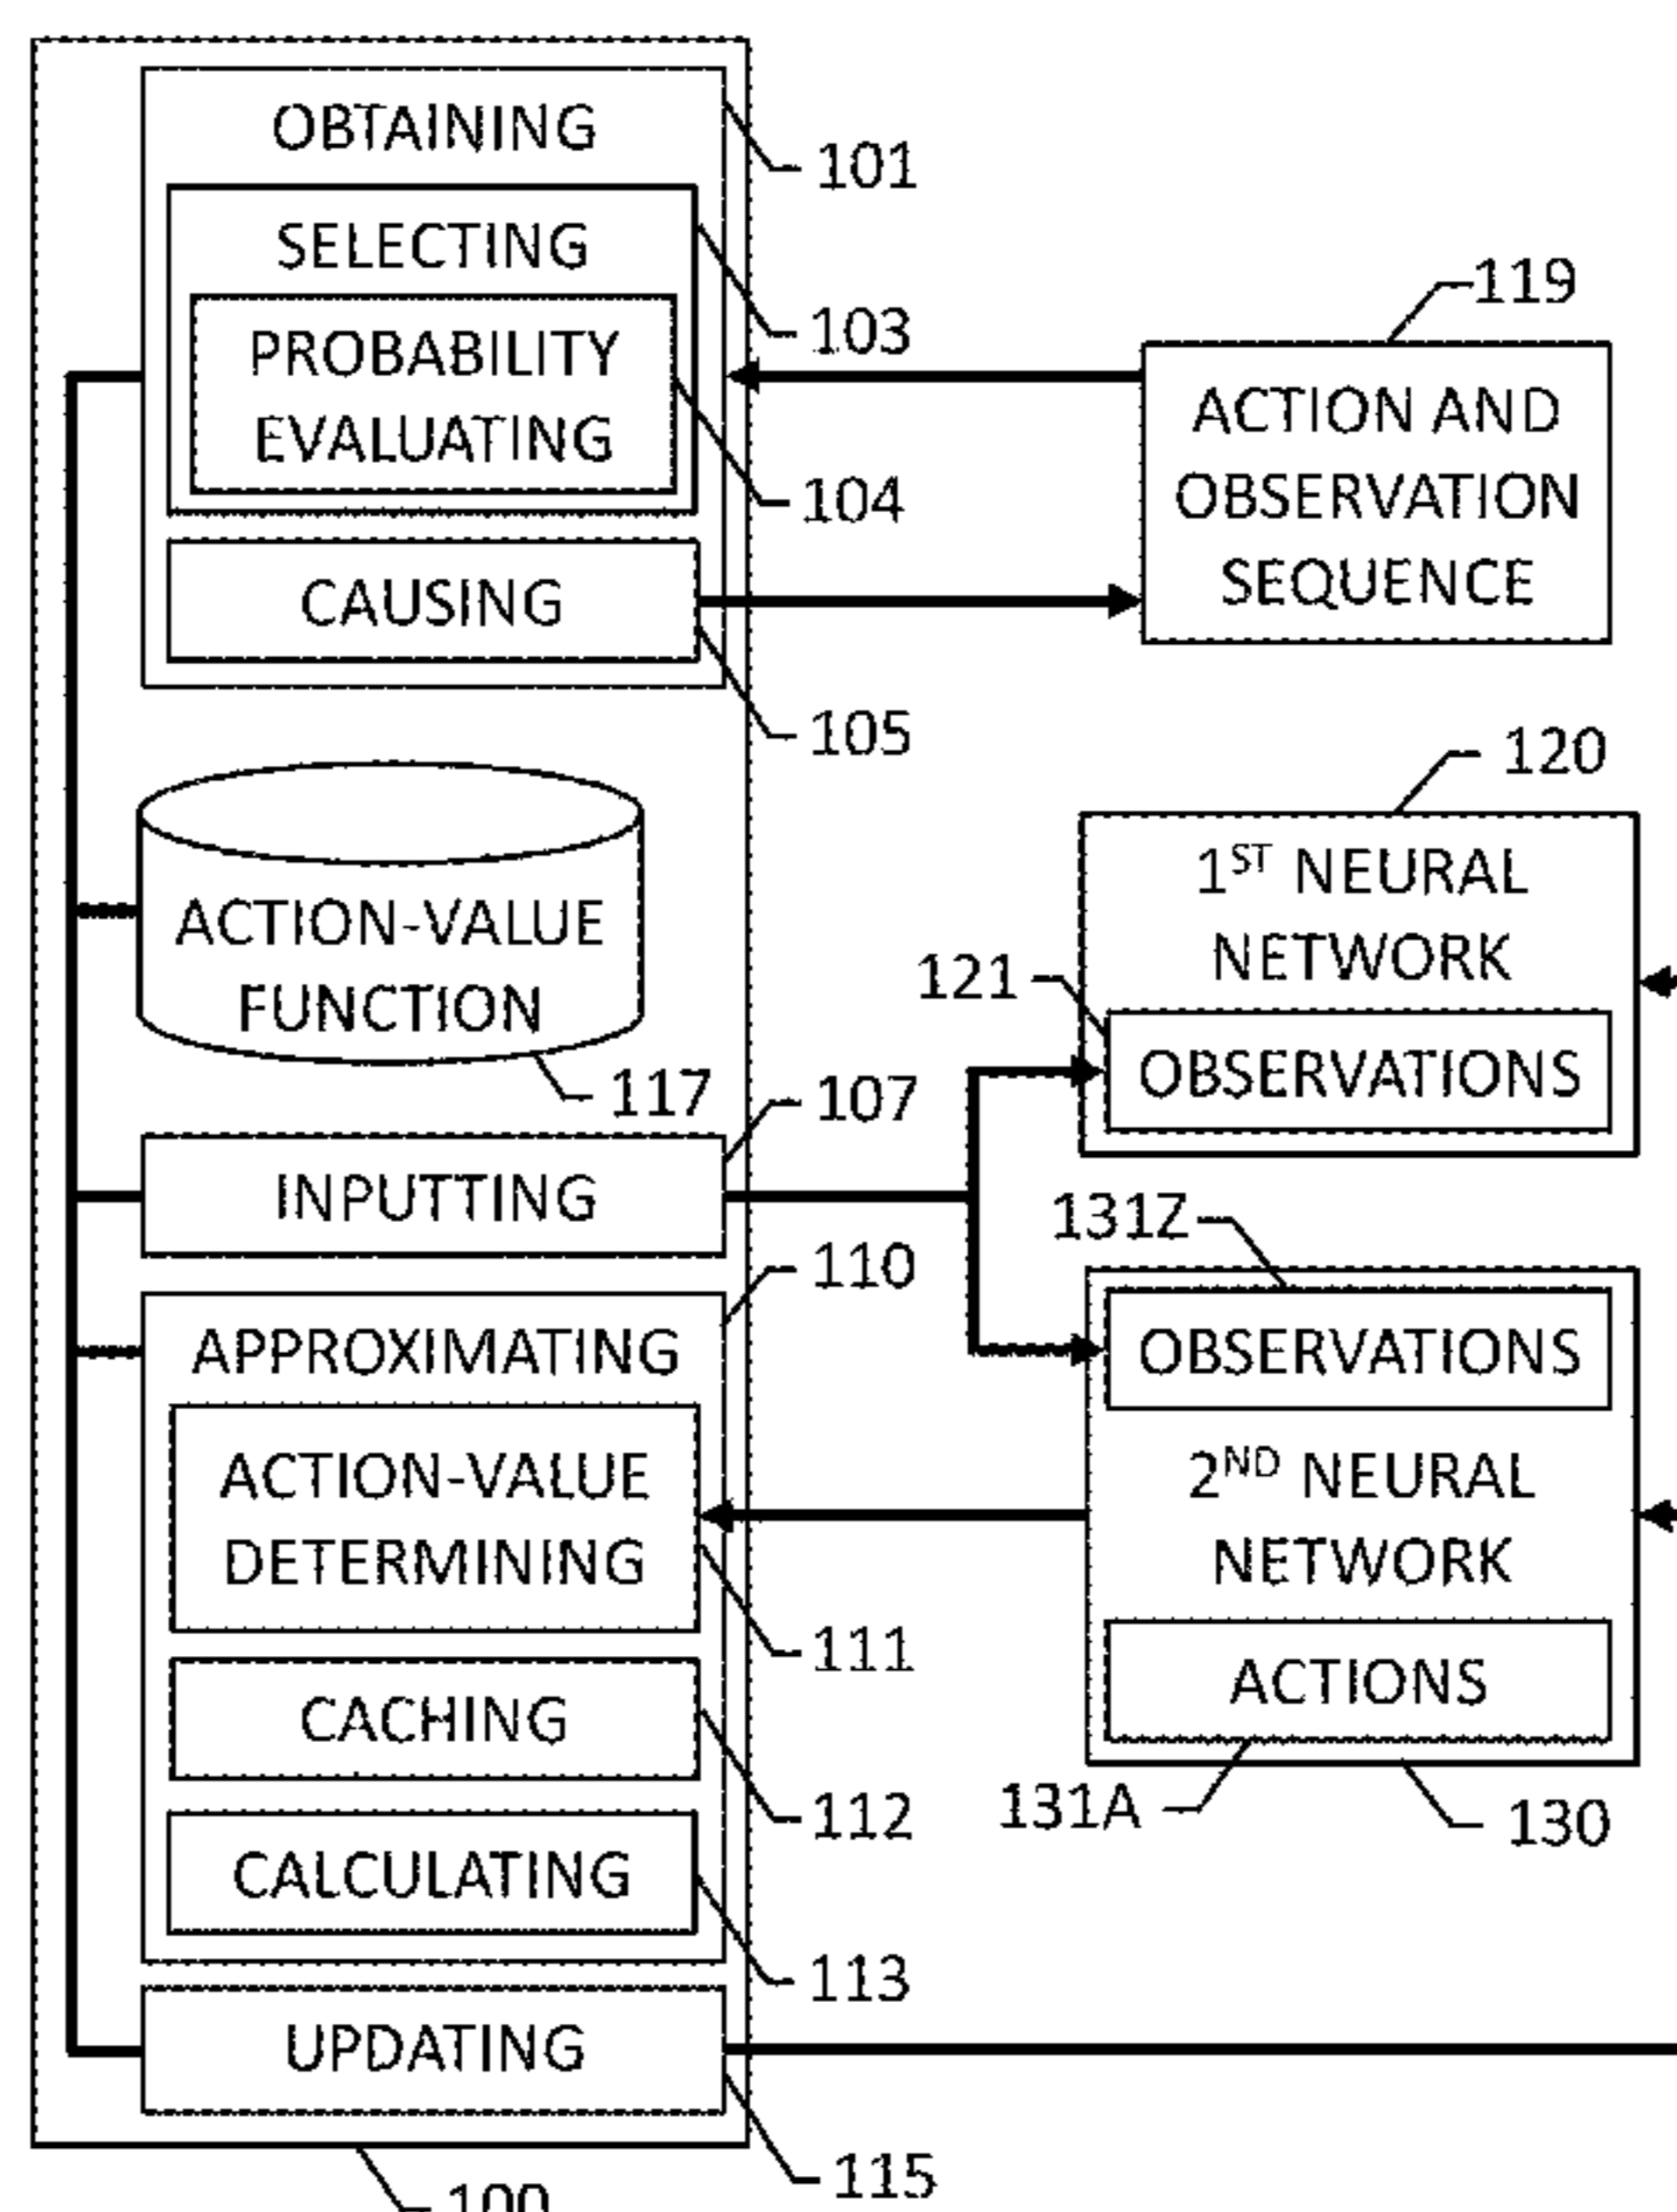 OBTAINING
101
SELECTING
103
PROBABILITY
EVALUATING
104
CAUSING
105
119
ACTION AND
OBSERVATION
SEQUENCE
ACTION-VALUE
FUNCTION
117
120
1ST NEURAL
NETWORK
121
OBSERVATIONS
107
INPUTTING
131Z
OBSERVATIONS
2ND NEURAL
NETWORK
ACTIONS
131A
130
110
APPROXIMATING
ACTION-VALUE
DETERMINING
111
CACHING
112
CALCULATING
113
UPDATING
115
100